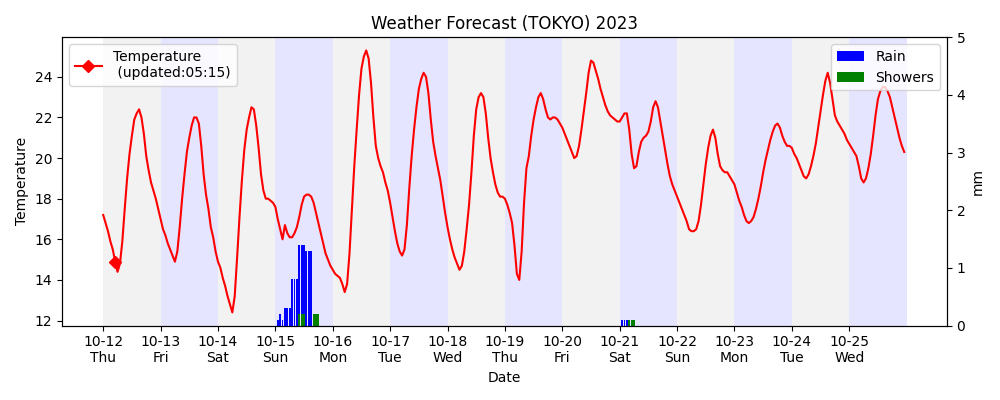 Weather Forecast (TOKYO) 2023
Temperature
(updated:05:15)
Rain
Showers
Temperature
24
22
20
18
16
14
12
5
4
3
2
1
0
mm
10-12 10-13 10-14 10-15 10-16 10-17 10-18 10-19 10-20 10-21 10-22 10-23 10-24 10-25
Thu Fri Sat Sun Mon Tue Wed Thu Fri Sat Sun Mon Tue Wed
Date